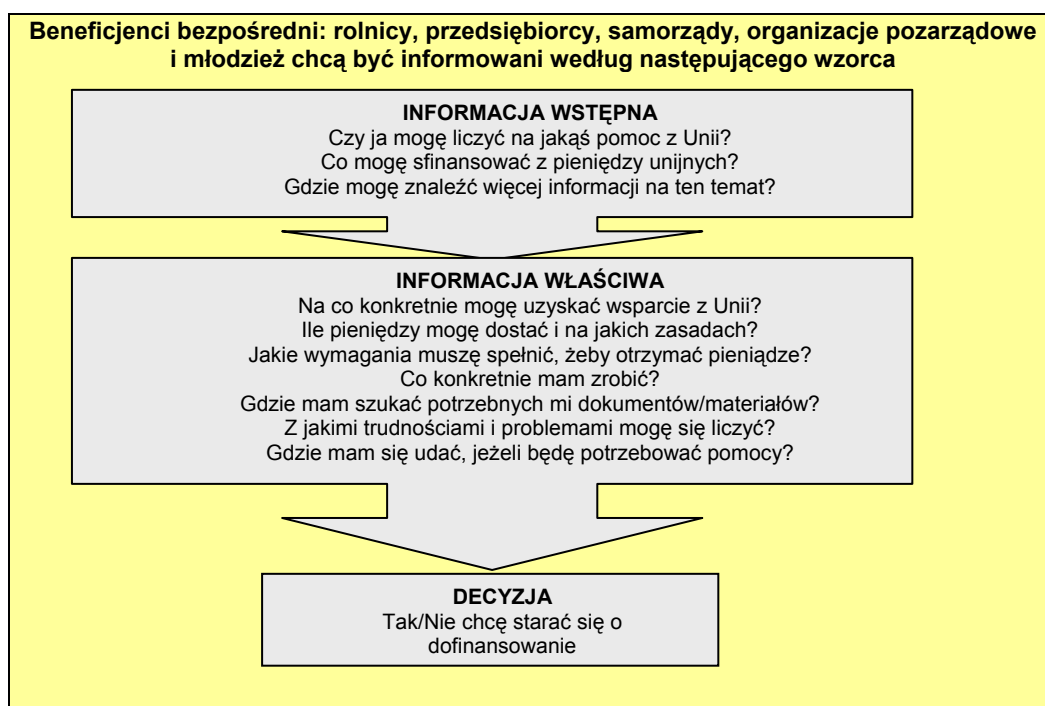 Beneficjenci bezpośredni: rolnicy, przedsiębiorcy, samorządy, organizacje pozarządowe
i młodzież chcą być informowani według następującego wzorca
INFORMACJA WSTĘPNA
Czy ja mogę liczyć na jakąś pomoc z Unii?
Co mogę sfinansować z pieniędzy unijnych?
Gdzie mogę znaleźć więcej informacji na ten temat?
INFORMACJA WŁAŚCIWA
Na co konkretnie mogę uzyskać wsparcie z Unii?
Ile pieniędzy mogę dostać i na jakich zasadach?
Jakie wymagania muszę spełnić, żeby otrzymać pieniądze?
Co konkretnie mam zrobić?
Gdzie mam szukać potrzebnych mi dokumentów/materiałów?
Z jakimi trudnościami i problemami mogę się liczyć?
Gdzie mam się udać, jeżeli będę potrzebować pomocy?
DECYZJA
Tak/Nie chcę starać się o
dofinansowanie